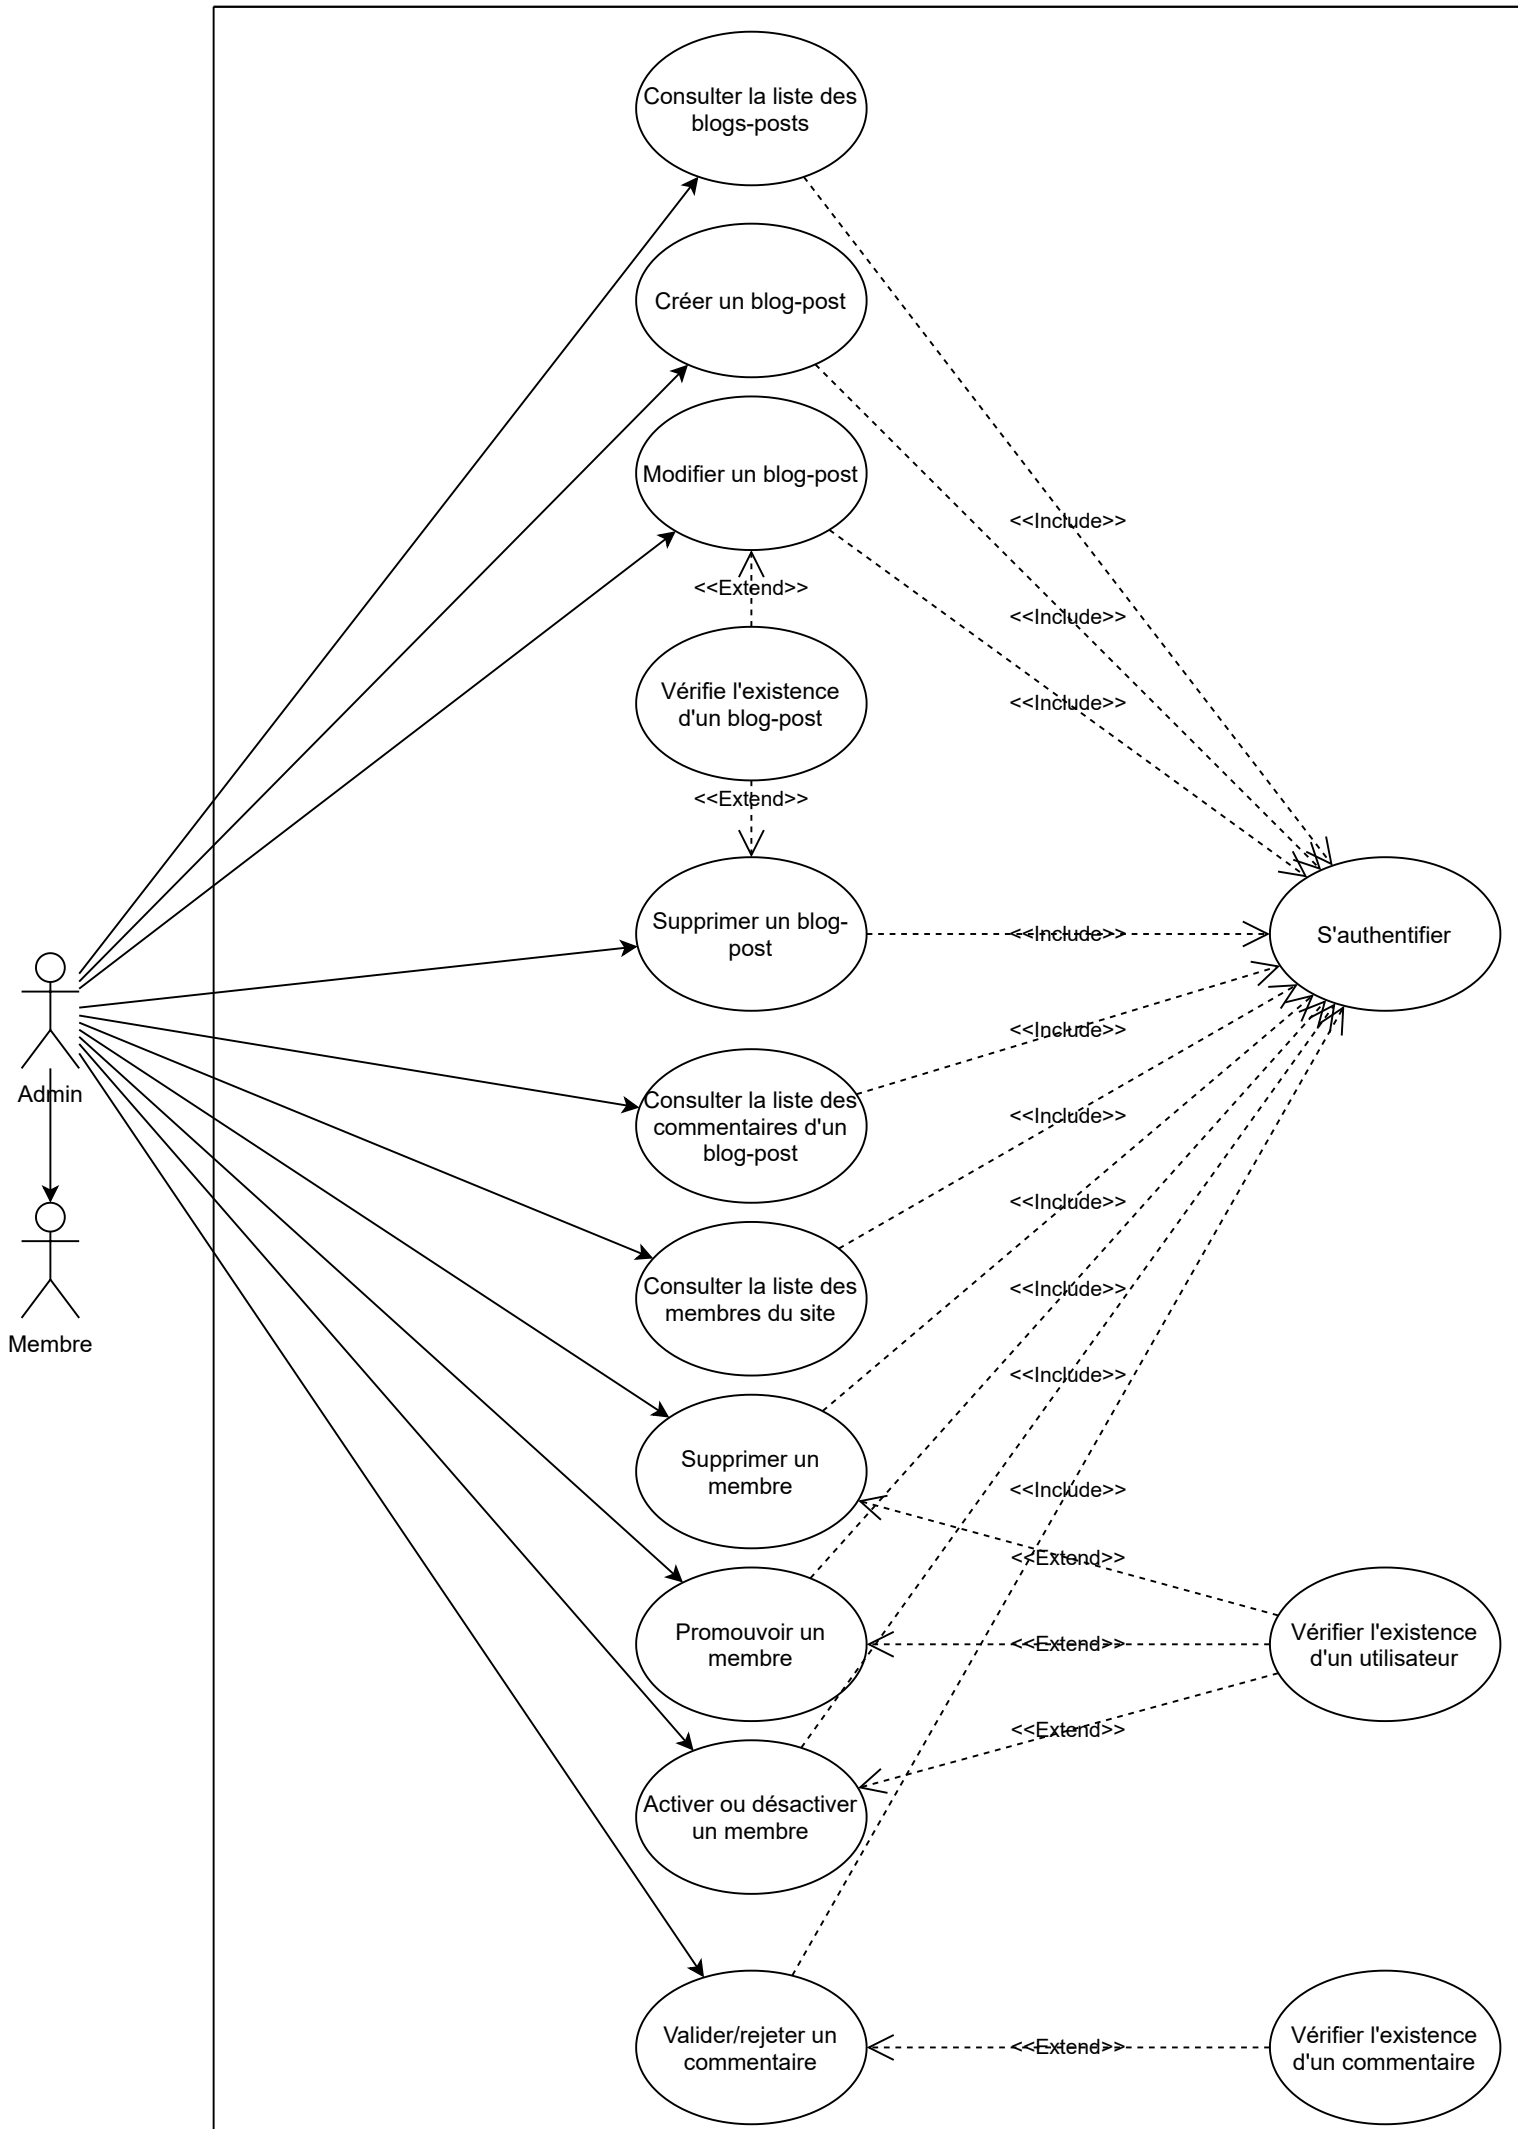 Consulter la liste des
blogs-posts
Créer un blog-post
Modifier un blog-post
<<Include>>
<<Extend>>
<<Include>>
Vérifie l'existence
d'un blog-post
<<Include>>
<<Extend>>
Supprimer un blog-
post
<<Include>>
S'authentifier
<<Include>>
Admin
Consulter la liste des
commentaires d'un
blog-post
<<Include>>
<<Include>>
Consulter la liste des
membres du site
<<Include>>
Membre
<<Include>>
Supprimer un
membre
<<Include>>
<<Extend>>
Promouvoir un
membre
<<Extend>>
Vérifier l'existence
d'un utilisateur
<<Extend>>
Activer ou désactiver
un membre
Valider/rejeter un
commentaire
<<Extend>>
Vérifier l'existence
d'un commentaire